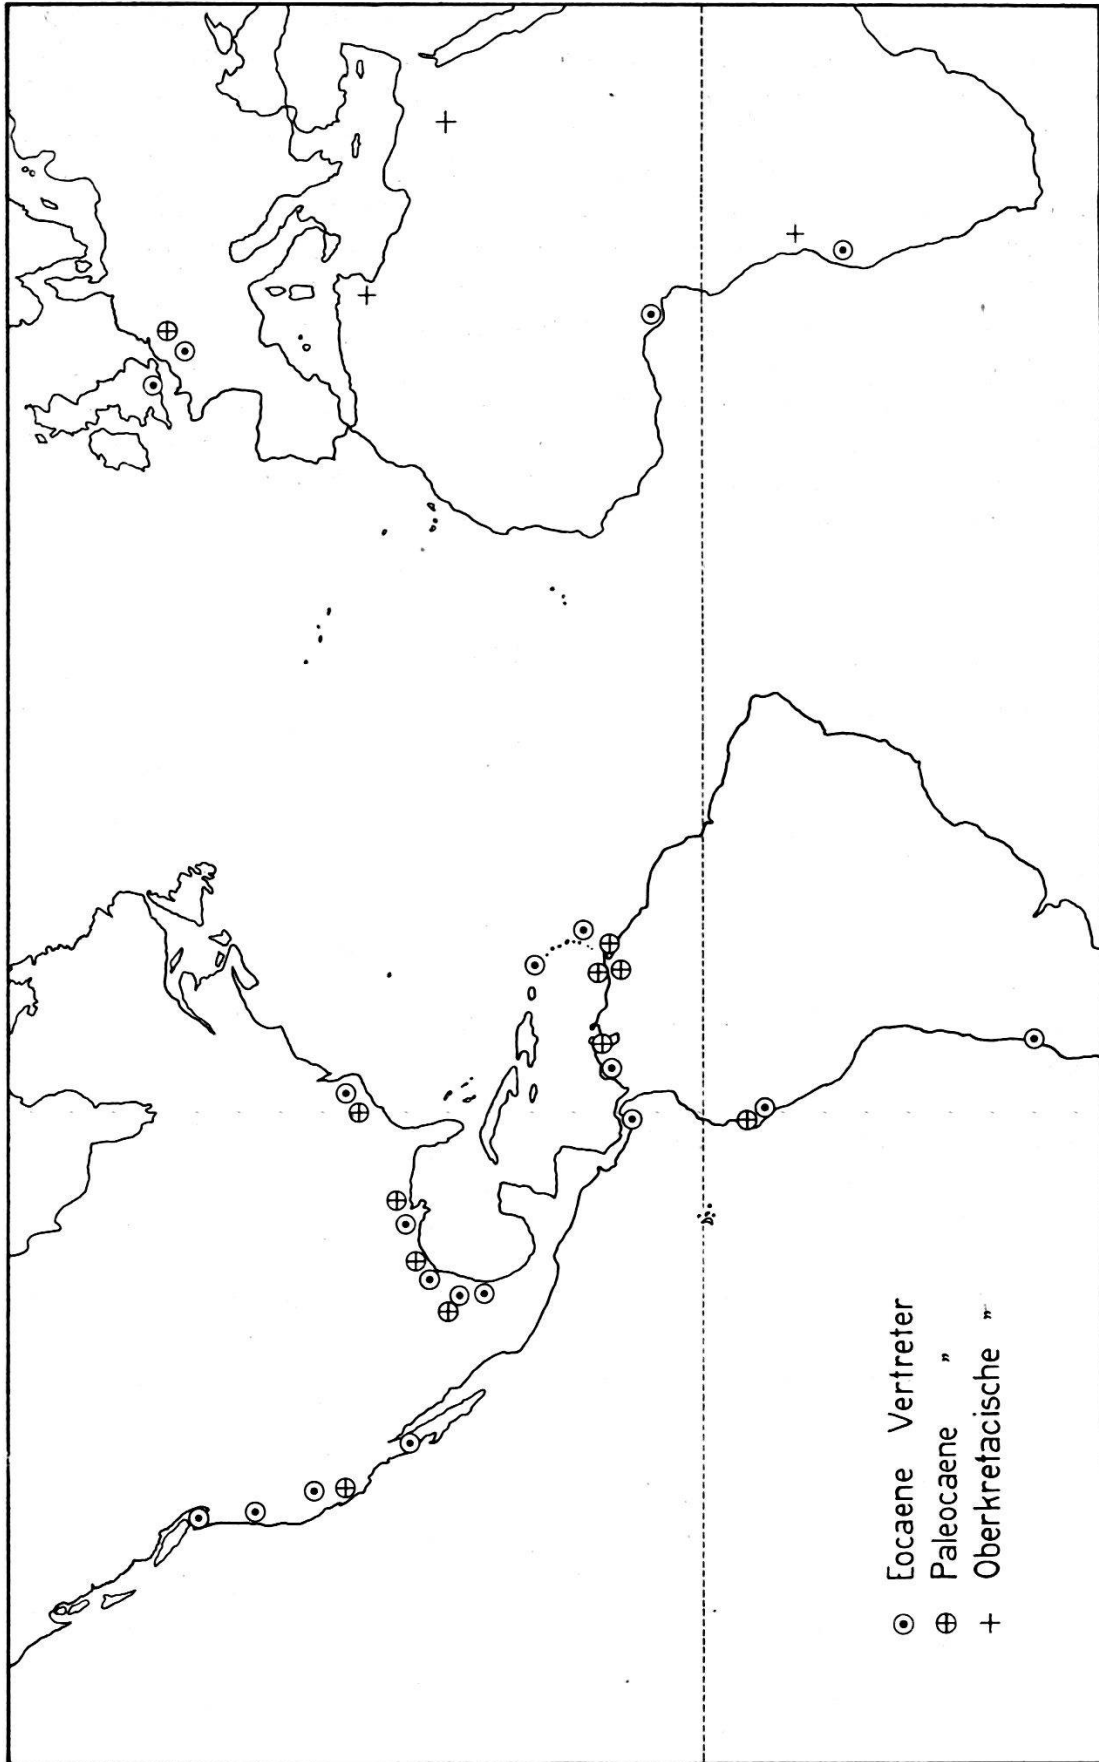 ⊙ Eocaene Vertreter
⊕ Paleocaene "
+ Oberkretacische "